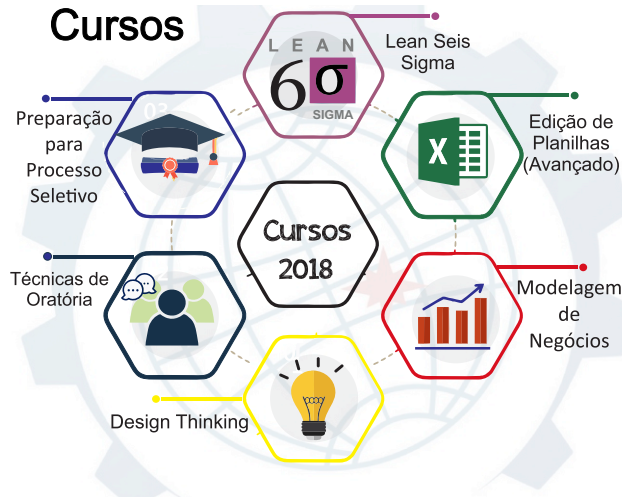 Cursos
LEAN
6σ
SIGMA
Lean Seis
Sigma
03
Preparação
para
Processo
Seletivo
X
Edição de
Planilhas
(Avançado)
Cursos
2018
Técnicas de
Oratória
Modelagem
de
Negócios
Design Thinking